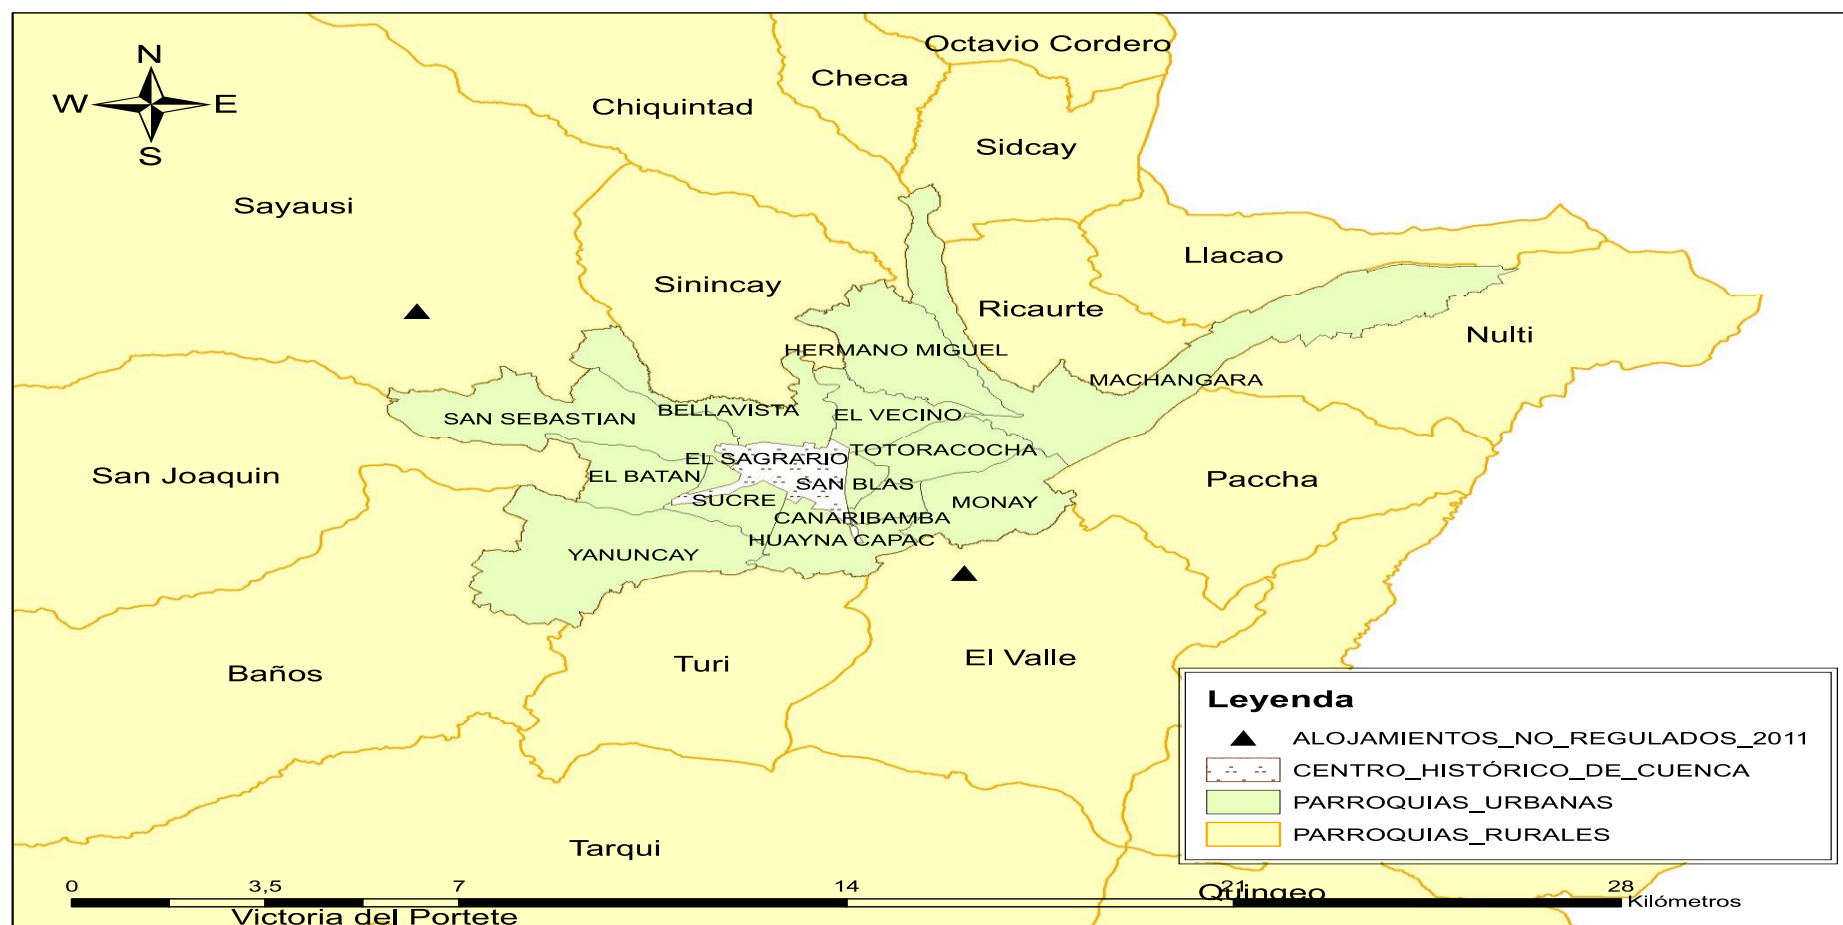 Octavio Cordero
N
Checa
W
E
Chiquintad
Sidcay
S
Sayausi
Llacao
Sinincay
Ricaurte
Nulti
HERMANO MIGUEL
MACHANGARA
BELLAVISTA
EL VECINO
SAN SEBASTIAN
TOTORACOCHA
EL SAGRARIO
San Joaquin
EL BATAN
SAN BLAS
Paccha
SUCRE
MONAY
CANARIBAMBA
HUAYNA CAPAC
YANUNCAY
El Valle
Turi
Baños
Leyenda
ALOJAMIENTOS_NO_REGULADOS_2011
CENTRO_HISTÓRICO_DE_CUENCA
PARROQUIAS_URBANAS
PARROQUIAS_RURALES
Tarqui
0 3,5 7 14 21 28
Quingeo
Kilómetros
Victoria del Portete